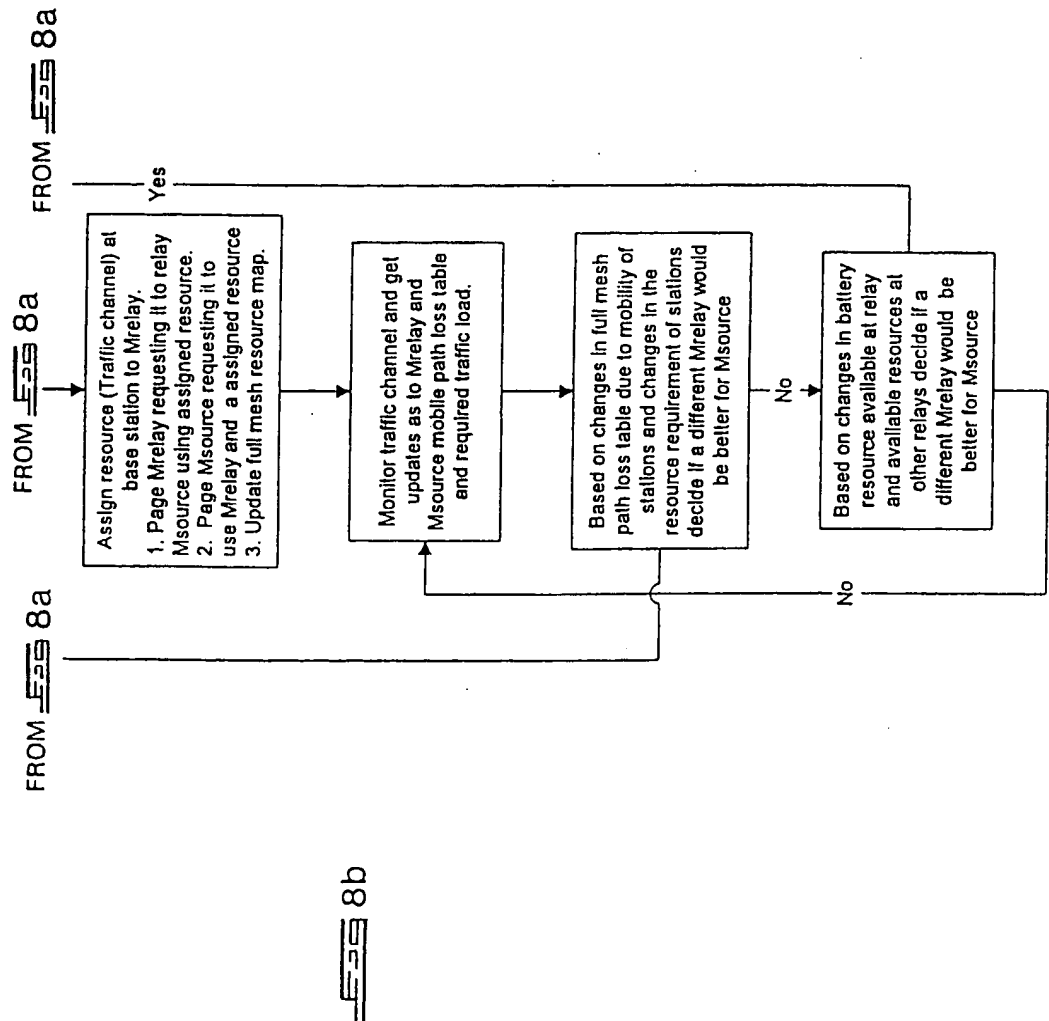 FROM Fig 8a
FROM Fig 8a
FROM Fig 8a
Assign resource (Traffic channel) at
base station to Mrelay.
1. Page Mrelay requesting it to relay
Msource using assigned resource.
2. Page Msource requesting it to
use Mrelay and a assigned resource
3. Update full mesh resource map.
Yes
Monitor traffic channel and get
updates as to Mrelay and
Msource mobile path loss table
and required traffic load.
Based on changes in full mesh
path loss table due to mobility of
stations and changes in the
resource requirement of stations
decide if a different Mrelay would
be better for Msource
No
Based on changes in battery
resource available at relay
and available resources at
other relays decide if a
different Mrelay would be
better for Msource
No
Fig 8b